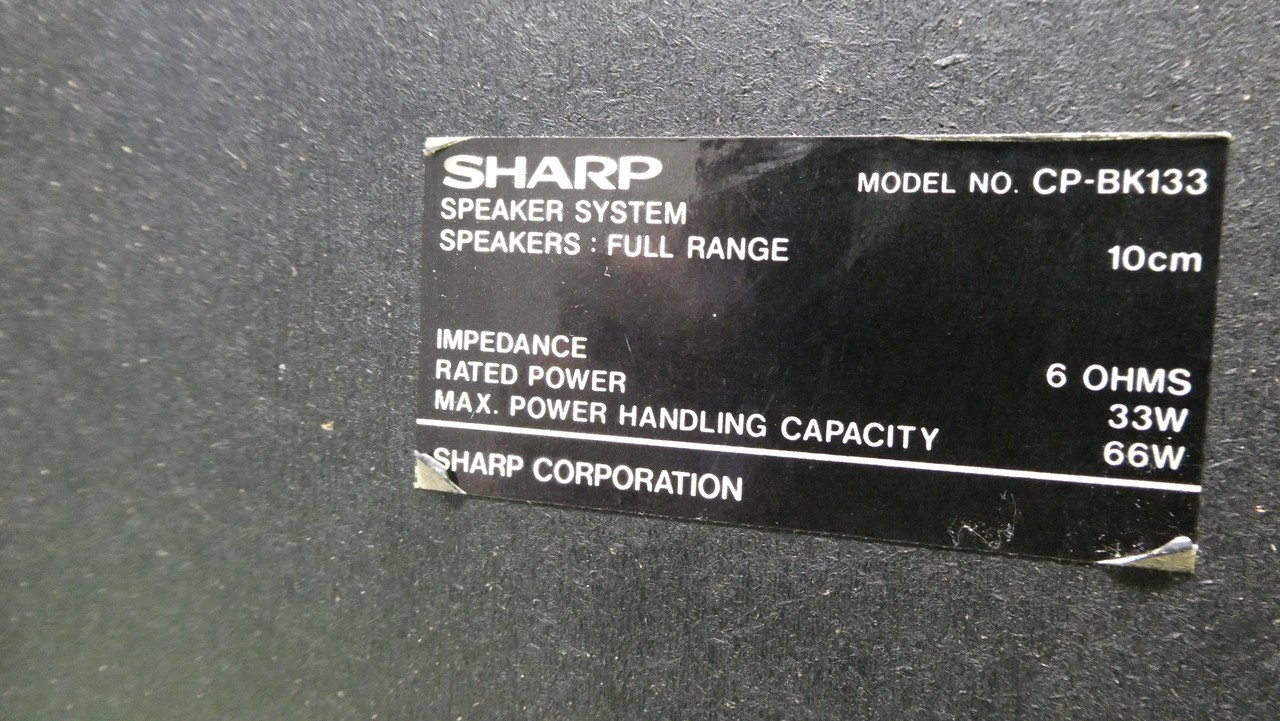 SHARP
MODEL NO. CP-BK133
SPEAKER SYSTEM
SPEAKERS : FULL RANGE 10cm
IMPEDANCE 6 OHMS
RATED POWER 33W
MAX. POWER HANDLING CAPACITY 66W
SHARP CORPORATION